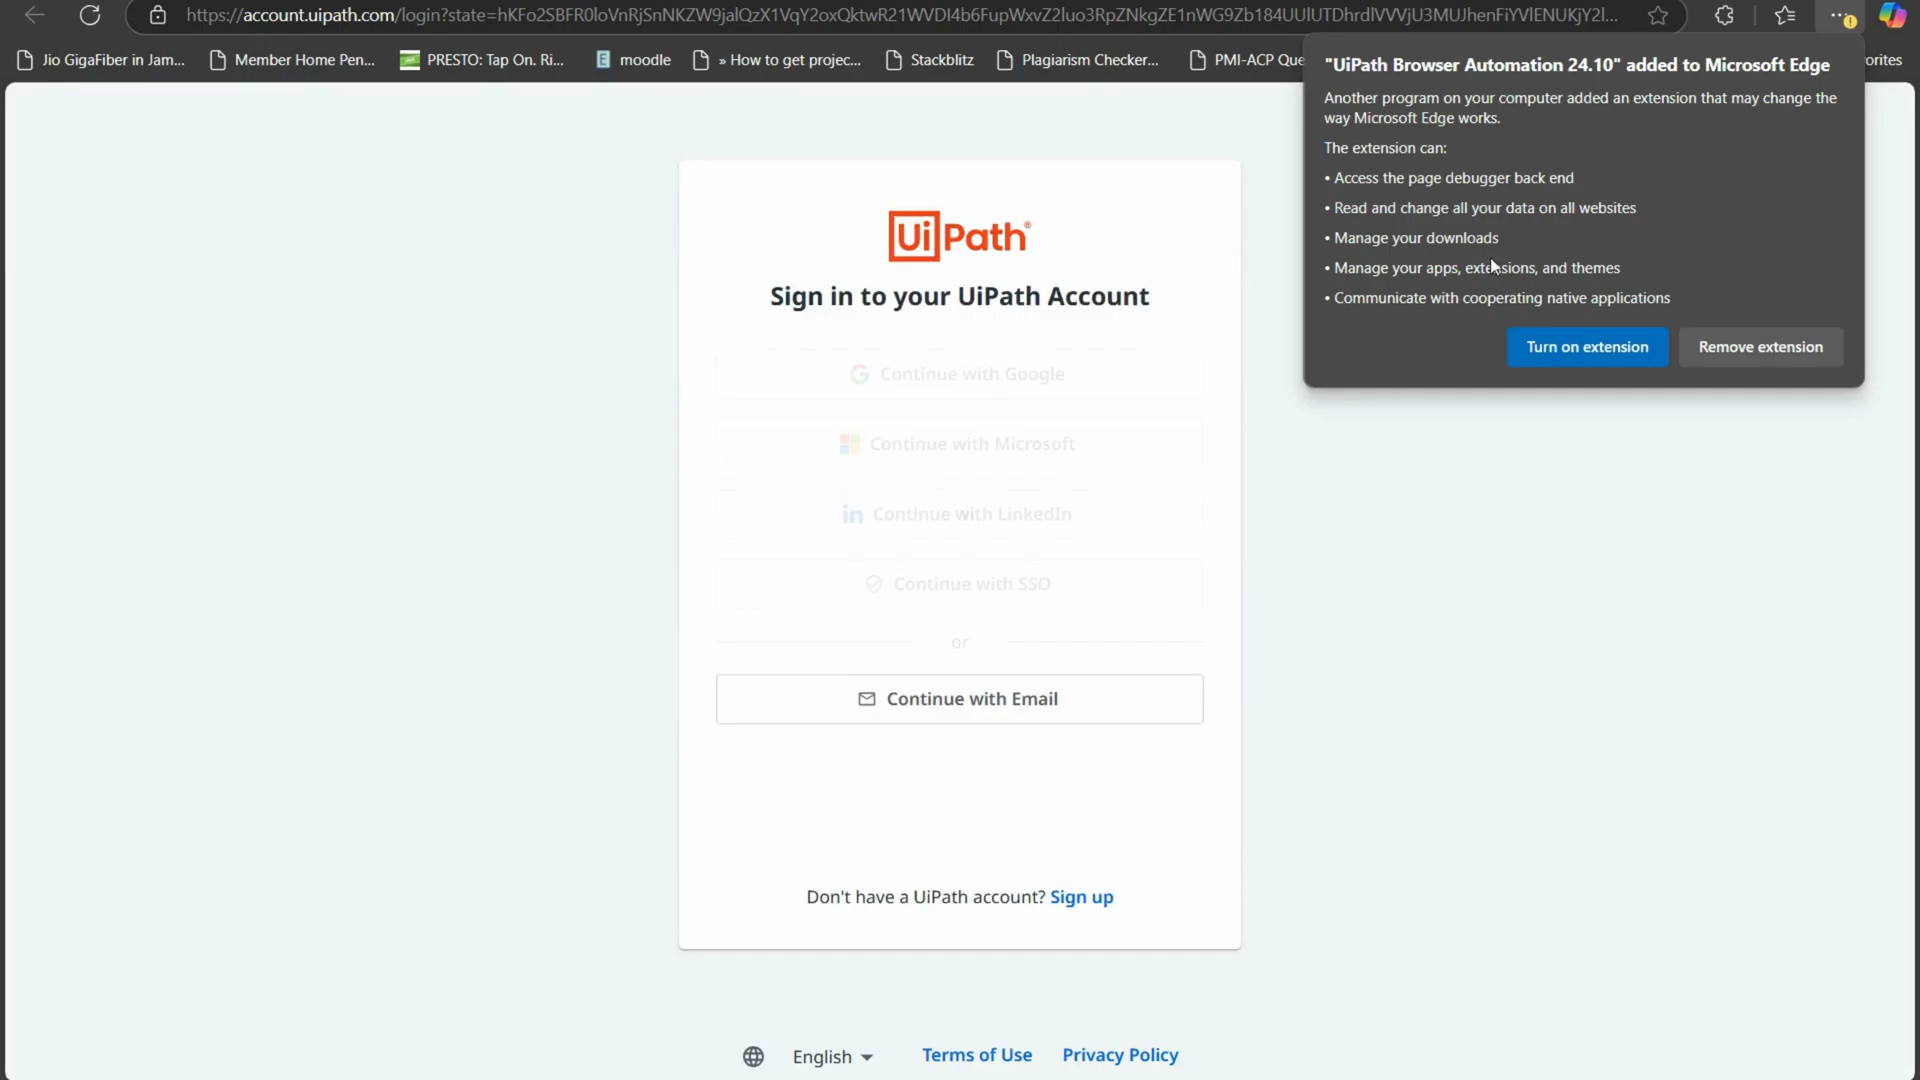 https://account.uipath.com/login?state=hKFo2SBFR0loVnRjSnNKZW9jalQzX1VqY2oxQktwR21WVDI4b6FupWxvZ2luo3RpZNkgZE1nWG9Zb184UUlUTDhrdlVVVjU3MUJhenFiYVlENUKjY2l...
Jio GigaFiber in Jam...
Member Home Pen...
PRESTO: Tap On. Ri...
moodle
» How to get projec...
Stackblitz
Plagiarism Checker...
PMI-ACP Que
orites
"UiPath Browser Automation 24.10" added to Microsoft Edge
Another program on your computer added an extension that may change the
way Microsoft Edge works.
The extension can:
• Access the page debugger back end
• Read and change all your data on all websites
• Manage your downloads
• Manage your apps, extensions, and themes
• Communicate with cooperating native applications
Turn on extension
Remove extension
UiPath®
Sign in to your UiPath Account
Continue with Google
Continue with Microsoft
in Continue with LinkedIn
Continue with SSO
or
Continue with Email
Don't have a UiPath account? Sign up
English
Terms of Use
Privacy Policy